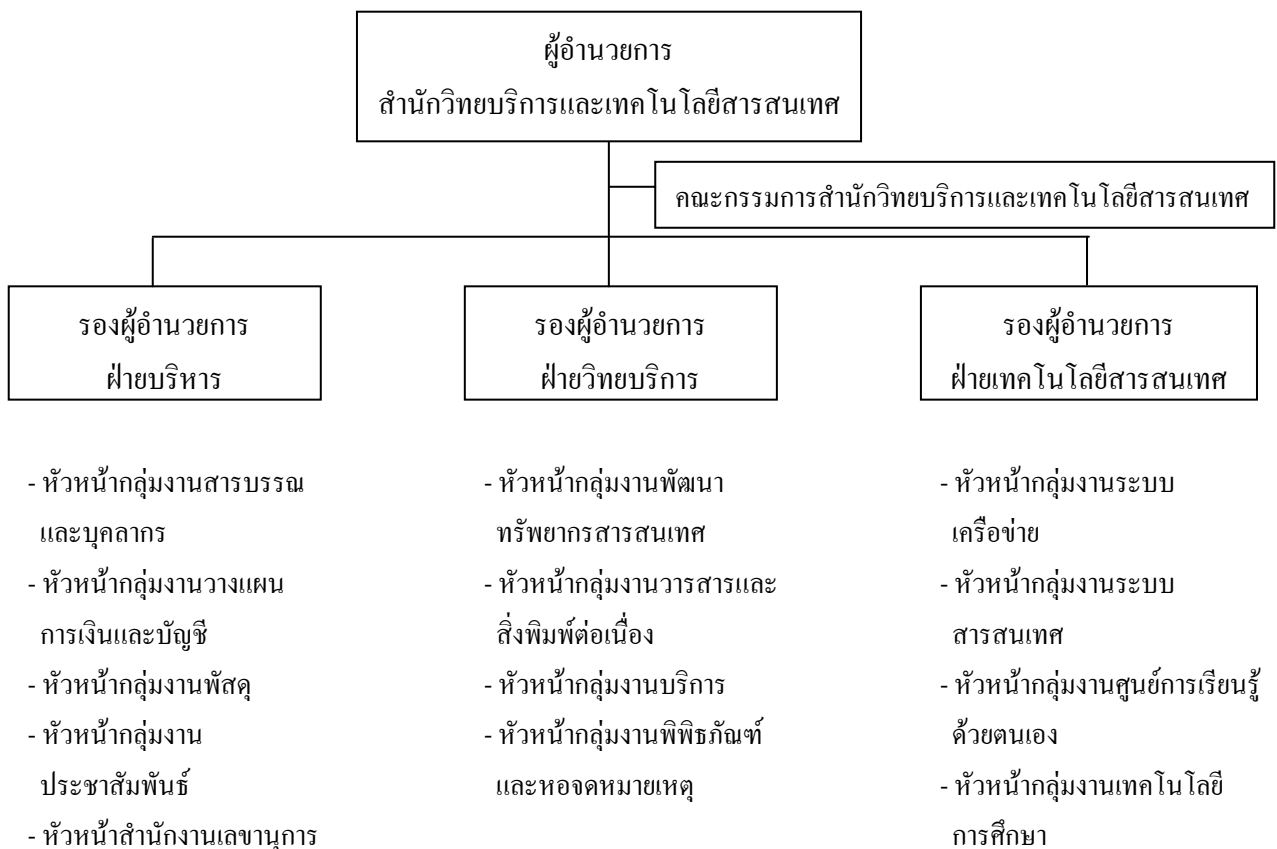 ผู้อำนวยการ
สำนักวิทยบริการและเทคโนโลยีสารสนเทศ
คณะกรรมการสำนักวิทยบริการและเทคโนโลยีสารสนเทศ
รองผู้อำนวยการ
ฝ่ายบริหาร
รองผู้อำนวยการ
ฝ่ายวิทยบริการ
รองผู้อำนวยการ
ฝ่ายเทคโนโลยีสารสนเทศ
- หัวหน้ากลุ่มงานสารบรรณ
และบุคลากร
- หัวหน้ากลุ่มงานวางแผน
การเงินและบัญชี
- หัวหน้ากลุ่มงานพัสดุ
- หัวหน้ากลุ่มงาน
ประชาสัมพันธ์
- หัวหน้าสำนักงานเลขานุการ
- หัวหน้ากลุ่มงานพัฒนา
ทรัพยากรสารสนเทศ
- หัวหน้ากลุ่มงานวารสารและ
สิ่งพิมพ์ต่อเนื่อง
- หัวหน้ากลุ่มงานบริการ
- หัวหน้ากลุ่มงานพิพิธภัณฑ์
และหอจดหมายเหตุ
- หัวหน้ากลุ่มงานระบบ
เครือข่าย
- หัวหน้ากลุ่มงานระบบ
สารสนเทศ
- หัวหน้ากลุ่มงานศูนย์การเรียนรู้
ด้วยตนเอง
- หัวหน้ากลุ่มงานเทคโนโลยี
การศึกษา